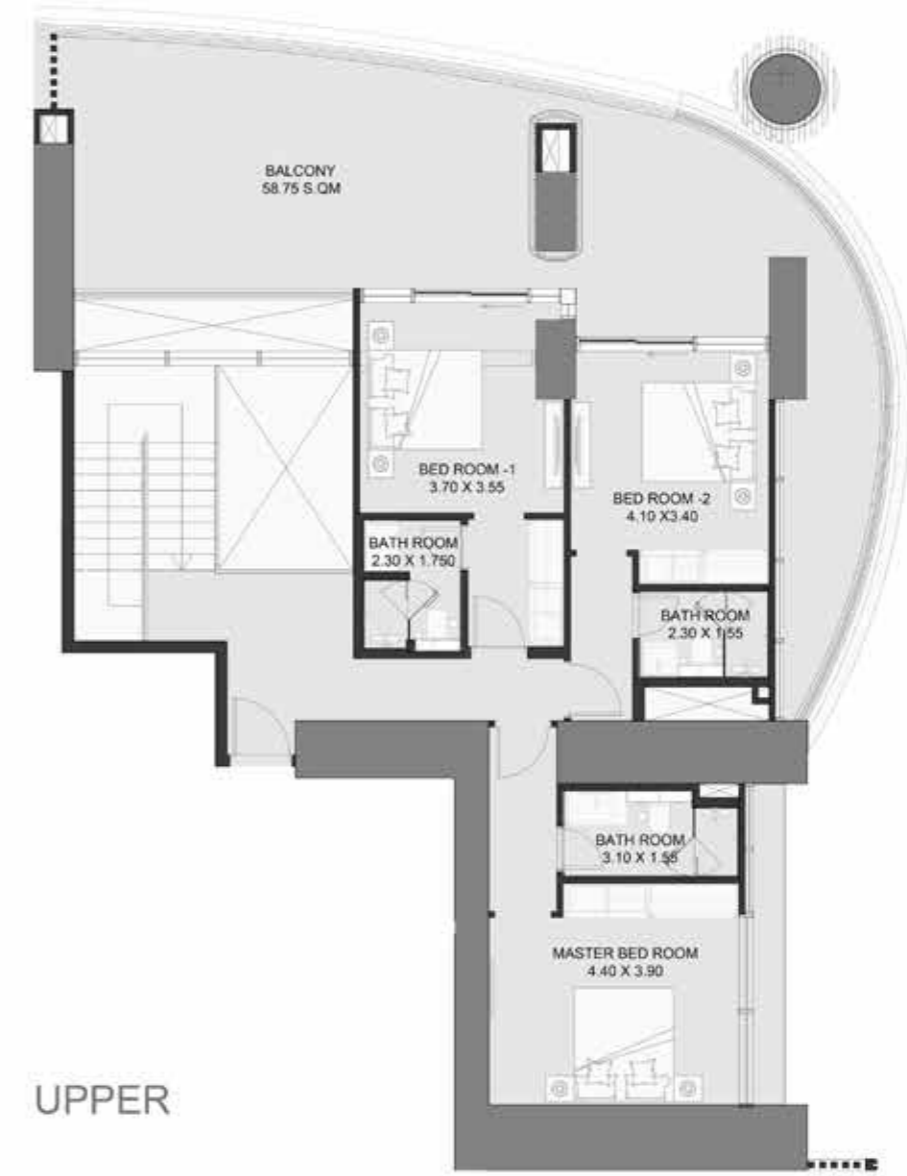 BALCONY
58.75 S.QM
BED ROOM -1
3.70 X 3.55
BED ROOM -2
4.10 X3.40
BATH ROOM
2.30 X 1.750
BATH ROOM
2.30 X 1.55
BATH ROOM
3.10 X 1.55
MASTER BED ROOM
4.40 X 3.90
UPPER